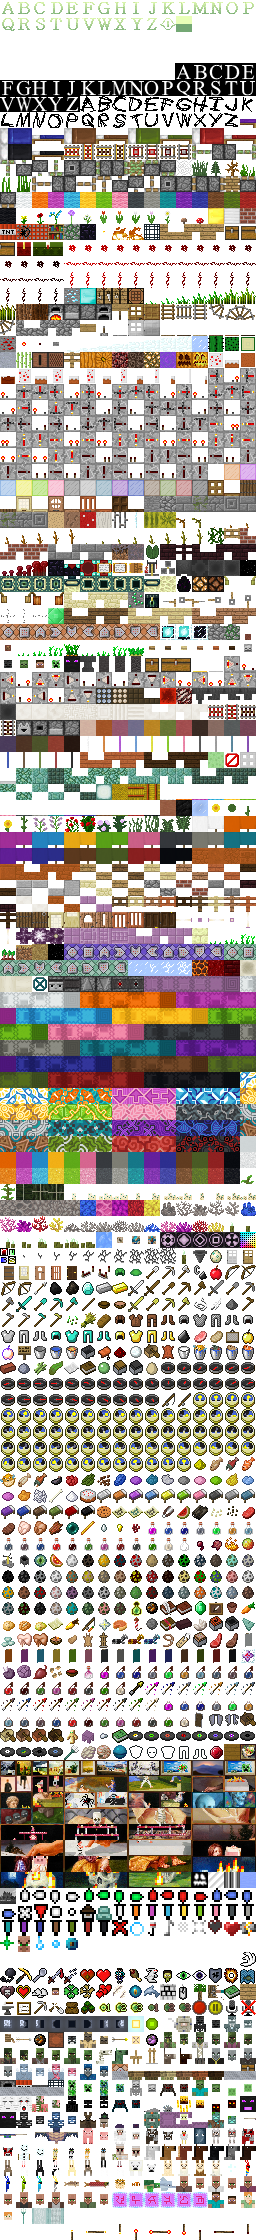 ABCDEFGHIJKLMNOP
QRSTUVWXYZ
ABCDE
FGHIJKLMNOPQRSTU
VWXYZABCDEFGHIJK
LMNOPQRSTUVWXYZ
TNT